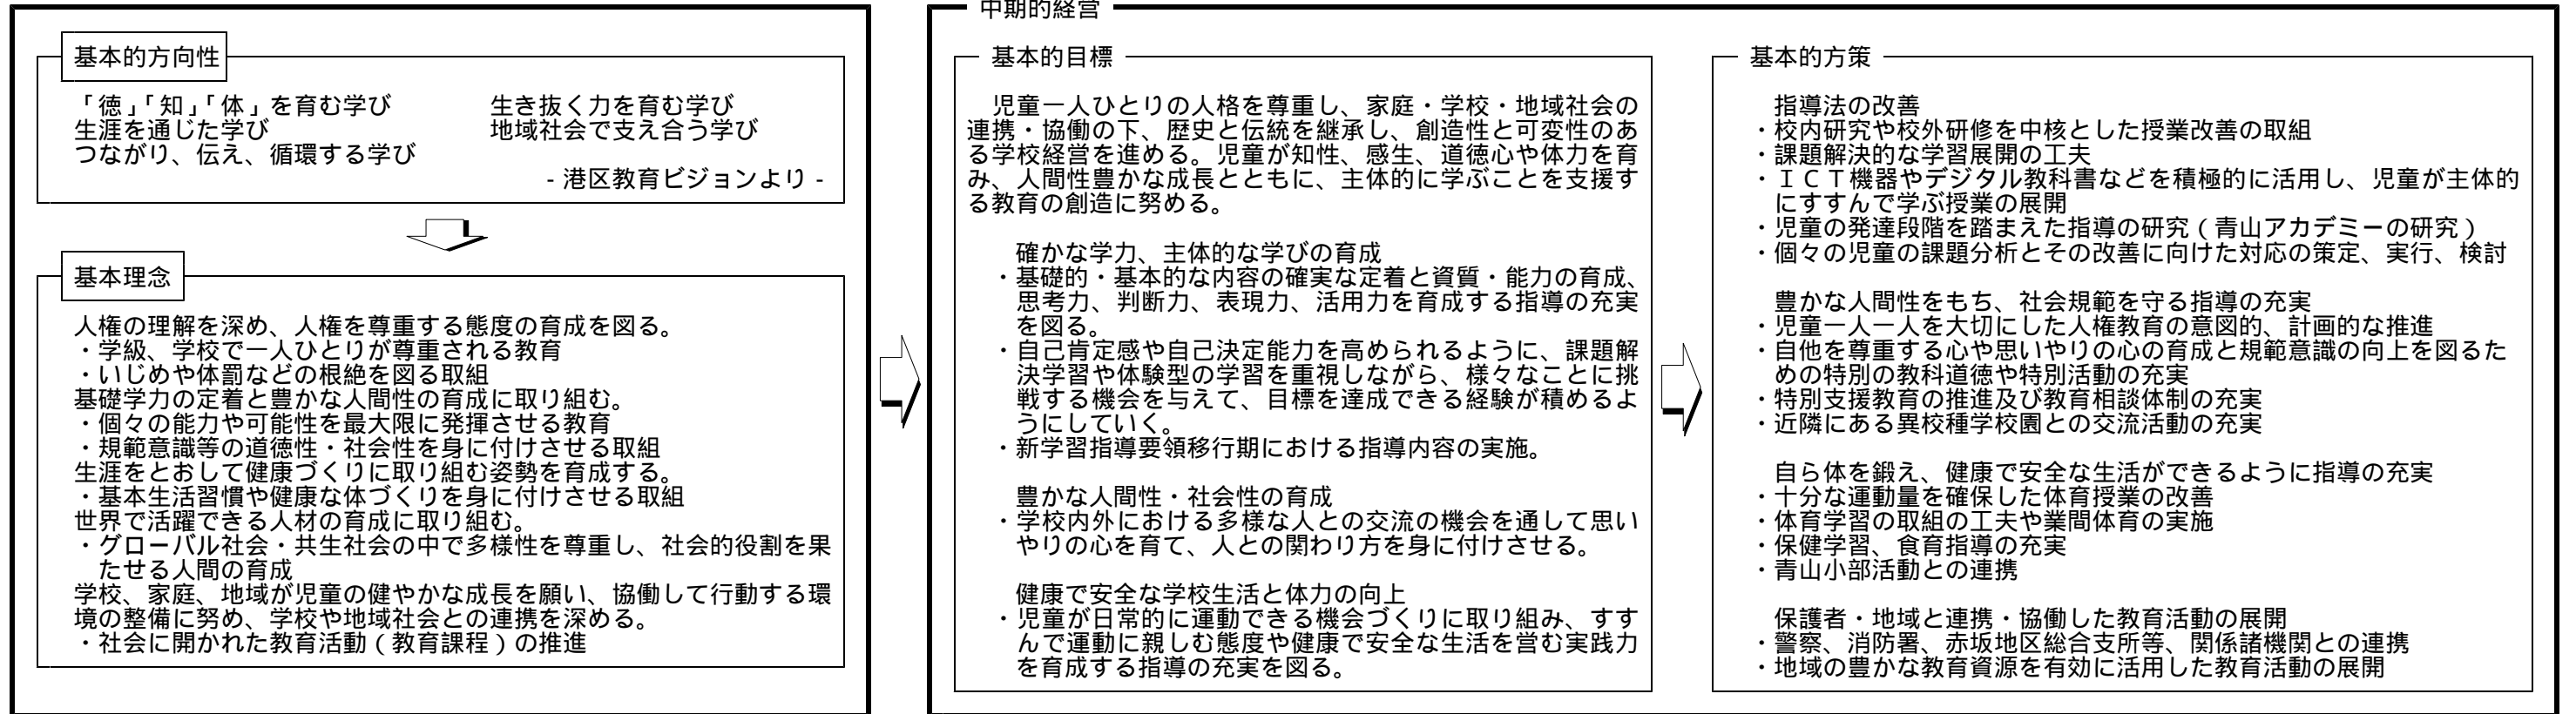 基本的方向性
「徳」「知」「体」を育む学び　生き抜く力を育む学び
生涯を通じた学び　地域社会で支え合う学び
つながり、伝え、循環する学び
- 港区教育ビジョンより -
基本理念
人権の理解を深め、人権を尊重する態度の育成を図る。
・学級、学校で一人ひとりが尊重される教育
・いじめや体罰などの根絶を図る取組
基礎学力の定着と豊かな人間性の育成に取り組む。
・個々の能力や可能性を最大限に発揮させる教育
・規範意識等の道徳性・社会性を身に付けさせる取組
生涯をとおして健康づくりに取り組む姿勢を育成する。
・基本生活習慣や健康な体づくりを身に付けさせる取組
世界で活躍できる人材の育成に取り組む。
・グローバル社会・共生社会の中で多様性を尊重し、社会的役割を果
たせる人間の育成
学校、家庭、地域が児童の健やかな成長を願い、協働して行動する環
境の整備に努め、学校や地域社会との連携を深める。
・社会に開かれた教育活動（教育課程）の推進
中期的経営
基本的目標
児童一人ひとりの人格を尊重し、家庭・学校・地域社会の
連携・協働の下、歴史と伝統を継承し、創造性と可変性のあ
る学校経営を進める。児童が知性、感生、道徳心や体力を育
み、人間性豊かな成長とともに、主体的に学ぶことを支援す
る教育の創造に努める。
確かな学力、主体的な学びの育成
・基礎的・基本的な内容の確実な定着と資質・能力の育成、
思考力、判断力、表現力、活用力を育成する指導の充実
を図る。
・自己肯定感や自己決定能力を高められるように、課題解
決学習や体験型の学習を重視しながら、様々なことに挑
戦する機会を与えて、目標を達成できる経験が積めるよ
うにしていく。
・新学習指導要領移行期における指導内容の実施。
豊かな人間性・社会性の育成
・学校内外における多様な人との交流の機会を通して思い
やりの心を育て、人との関わり方を身に付けさせる。
健康で安全な学校生活と体力の向上
・児童が日常的に運動できる機会づくりに取り組み、すす
んで運動に親しむ態度や健康で安全な生活を営む実践力
を育成する指導の充実を図る。
基本的方策
指導法の改善
・校内研究や校外研修を中核とした授業改善の取組
・課題解決的な学習展開の工夫
・ＩＣＴ機器やデジタル教科書などを積極的に活用し、児童が主体的
にすすんで学ぶ授業の展開
・児童の発達段階を踏まえた指導の研究（青山アカデミーの研究）
・個々の児童の課題分析とその改善に向けた対応の策定、実行、検討
豊かな人間性をもち、社会規範を守る指導の充実
・児童一人一人を大切にした人権教育の意図的、計画的な推進
・自他を尊重する心や思いやりの心の育成と規範意識の向上を図るた
めの特別の教科道徳や特別活動の充実
・特別支援教育の推進及び教育相談体制の充実
・近隣にある異校種学校園との交流活動の充実
自ら体を鍛え、健康で安全な生活ができるように指導の充実
・十分な運動量を確保した体育授業の改善
・体育学習の取組の工夫や業間体育の実施
・保健学習、食育指導の充実
・青山小部活動との連携
保護者・地域と連携・協働した教育活動の展開
・警察、消防署、赤坂地区総合支所等、関係諸機関との連携
・地域の豊かな教育資源を有効に活用した教育活動の展開